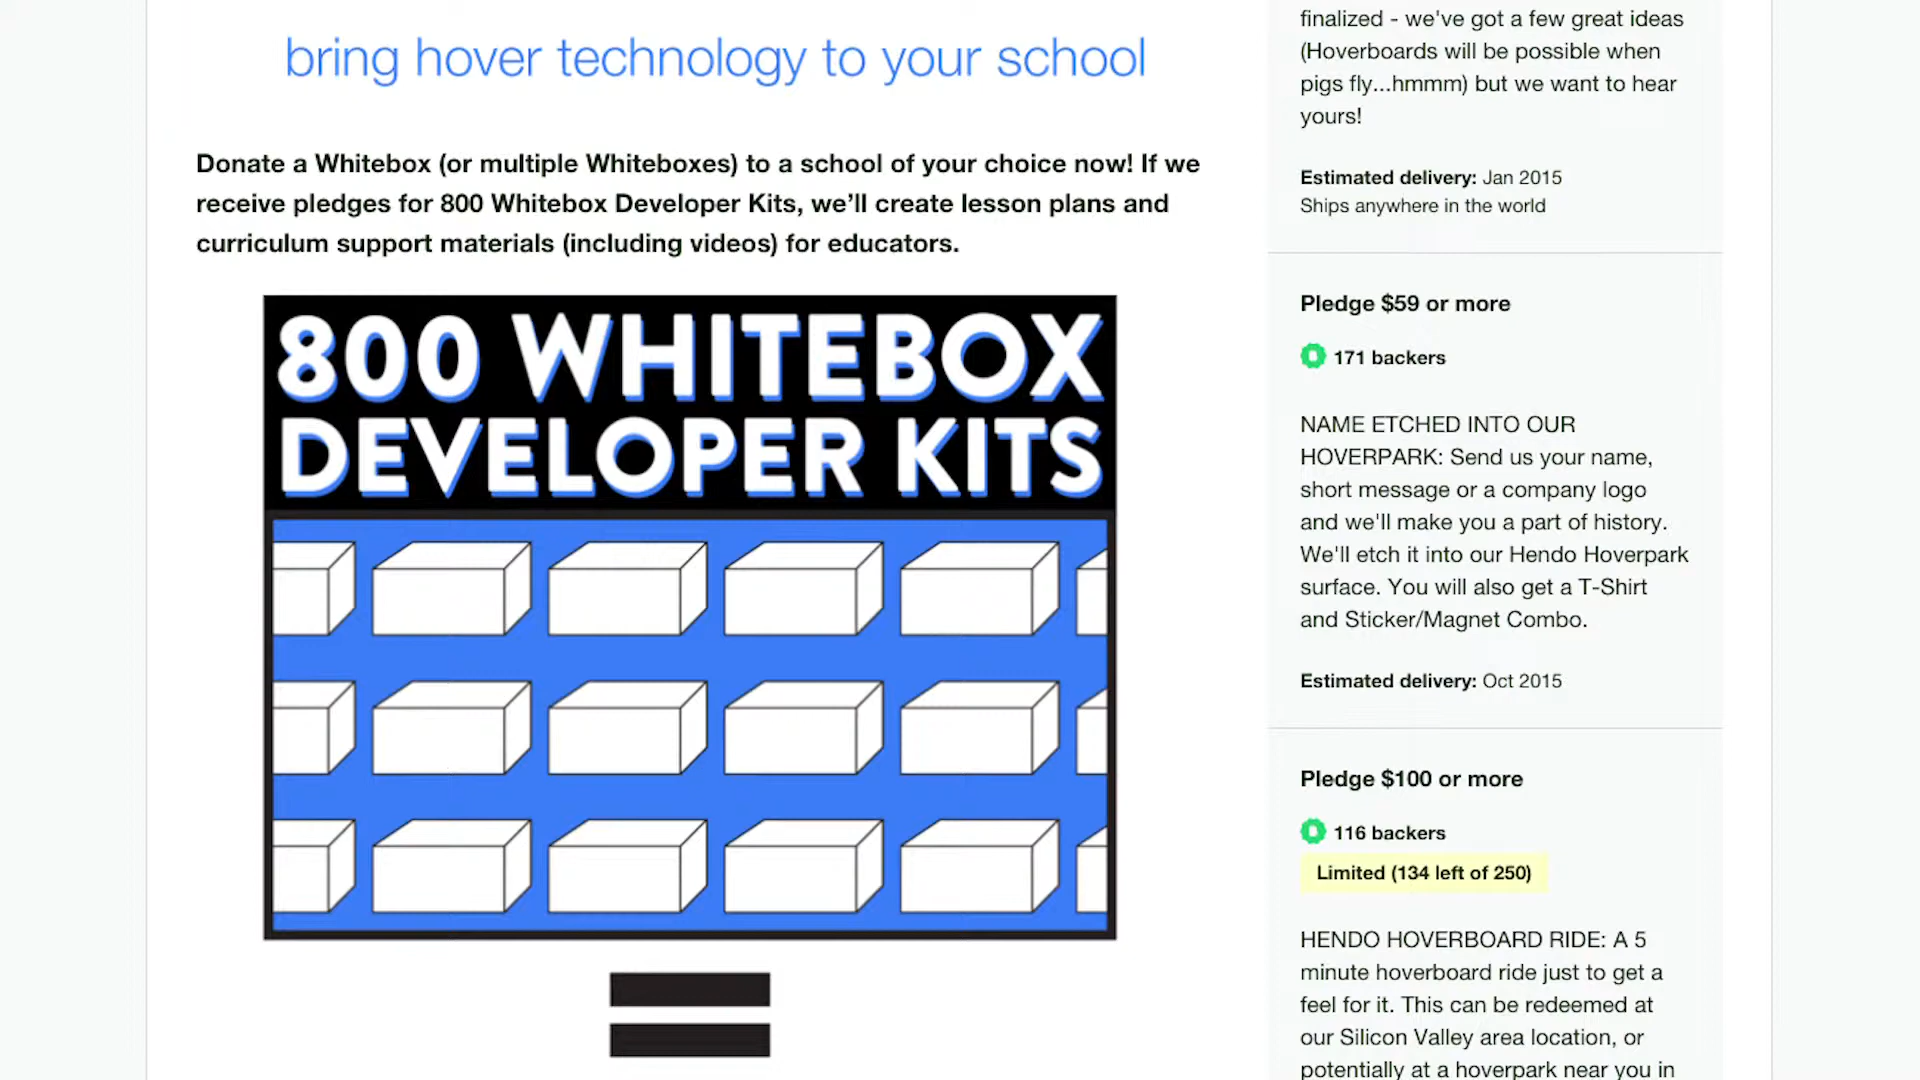 bring hover technology to your school
Donate a Whitebox (or multiple Whiteboxes) to a school of your choice now! If we
receive pledges for 800 Whitebox Developer Kits, we’ll create lesson plans and
curriculum support materials (including videos) for educators.
800 WHITEBOX
DEVELOPER KITS
finalized - we've got a few great ideas
(Hoverboards will be possible when
pigs fly...hmmm) but we want to hear
yours!
Estimated delivery: Jan 2015
Ships anywhere in the world
Pledge $59 or more
171 backers
NAME ETCHED INTO OUR
HOVERPARK: Send us your name,
short message or a company logo
and we'll make you a part of history.
We'll etch it into our Hendo Hoverpark
surface. You will also get a T-Shirt
and Sticker/Magnet Combo.
Estimated delivery: Oct 2015
Pledge $100 or more
116 backers
Limited (134 left of 250)
HENDO HOVERBOARD RIDE: A 5
minute hoverboard ride just to get a
feel for it. This can be redeemed at
our Silicon Valley area location, or
potentially at a hoverpark near you in